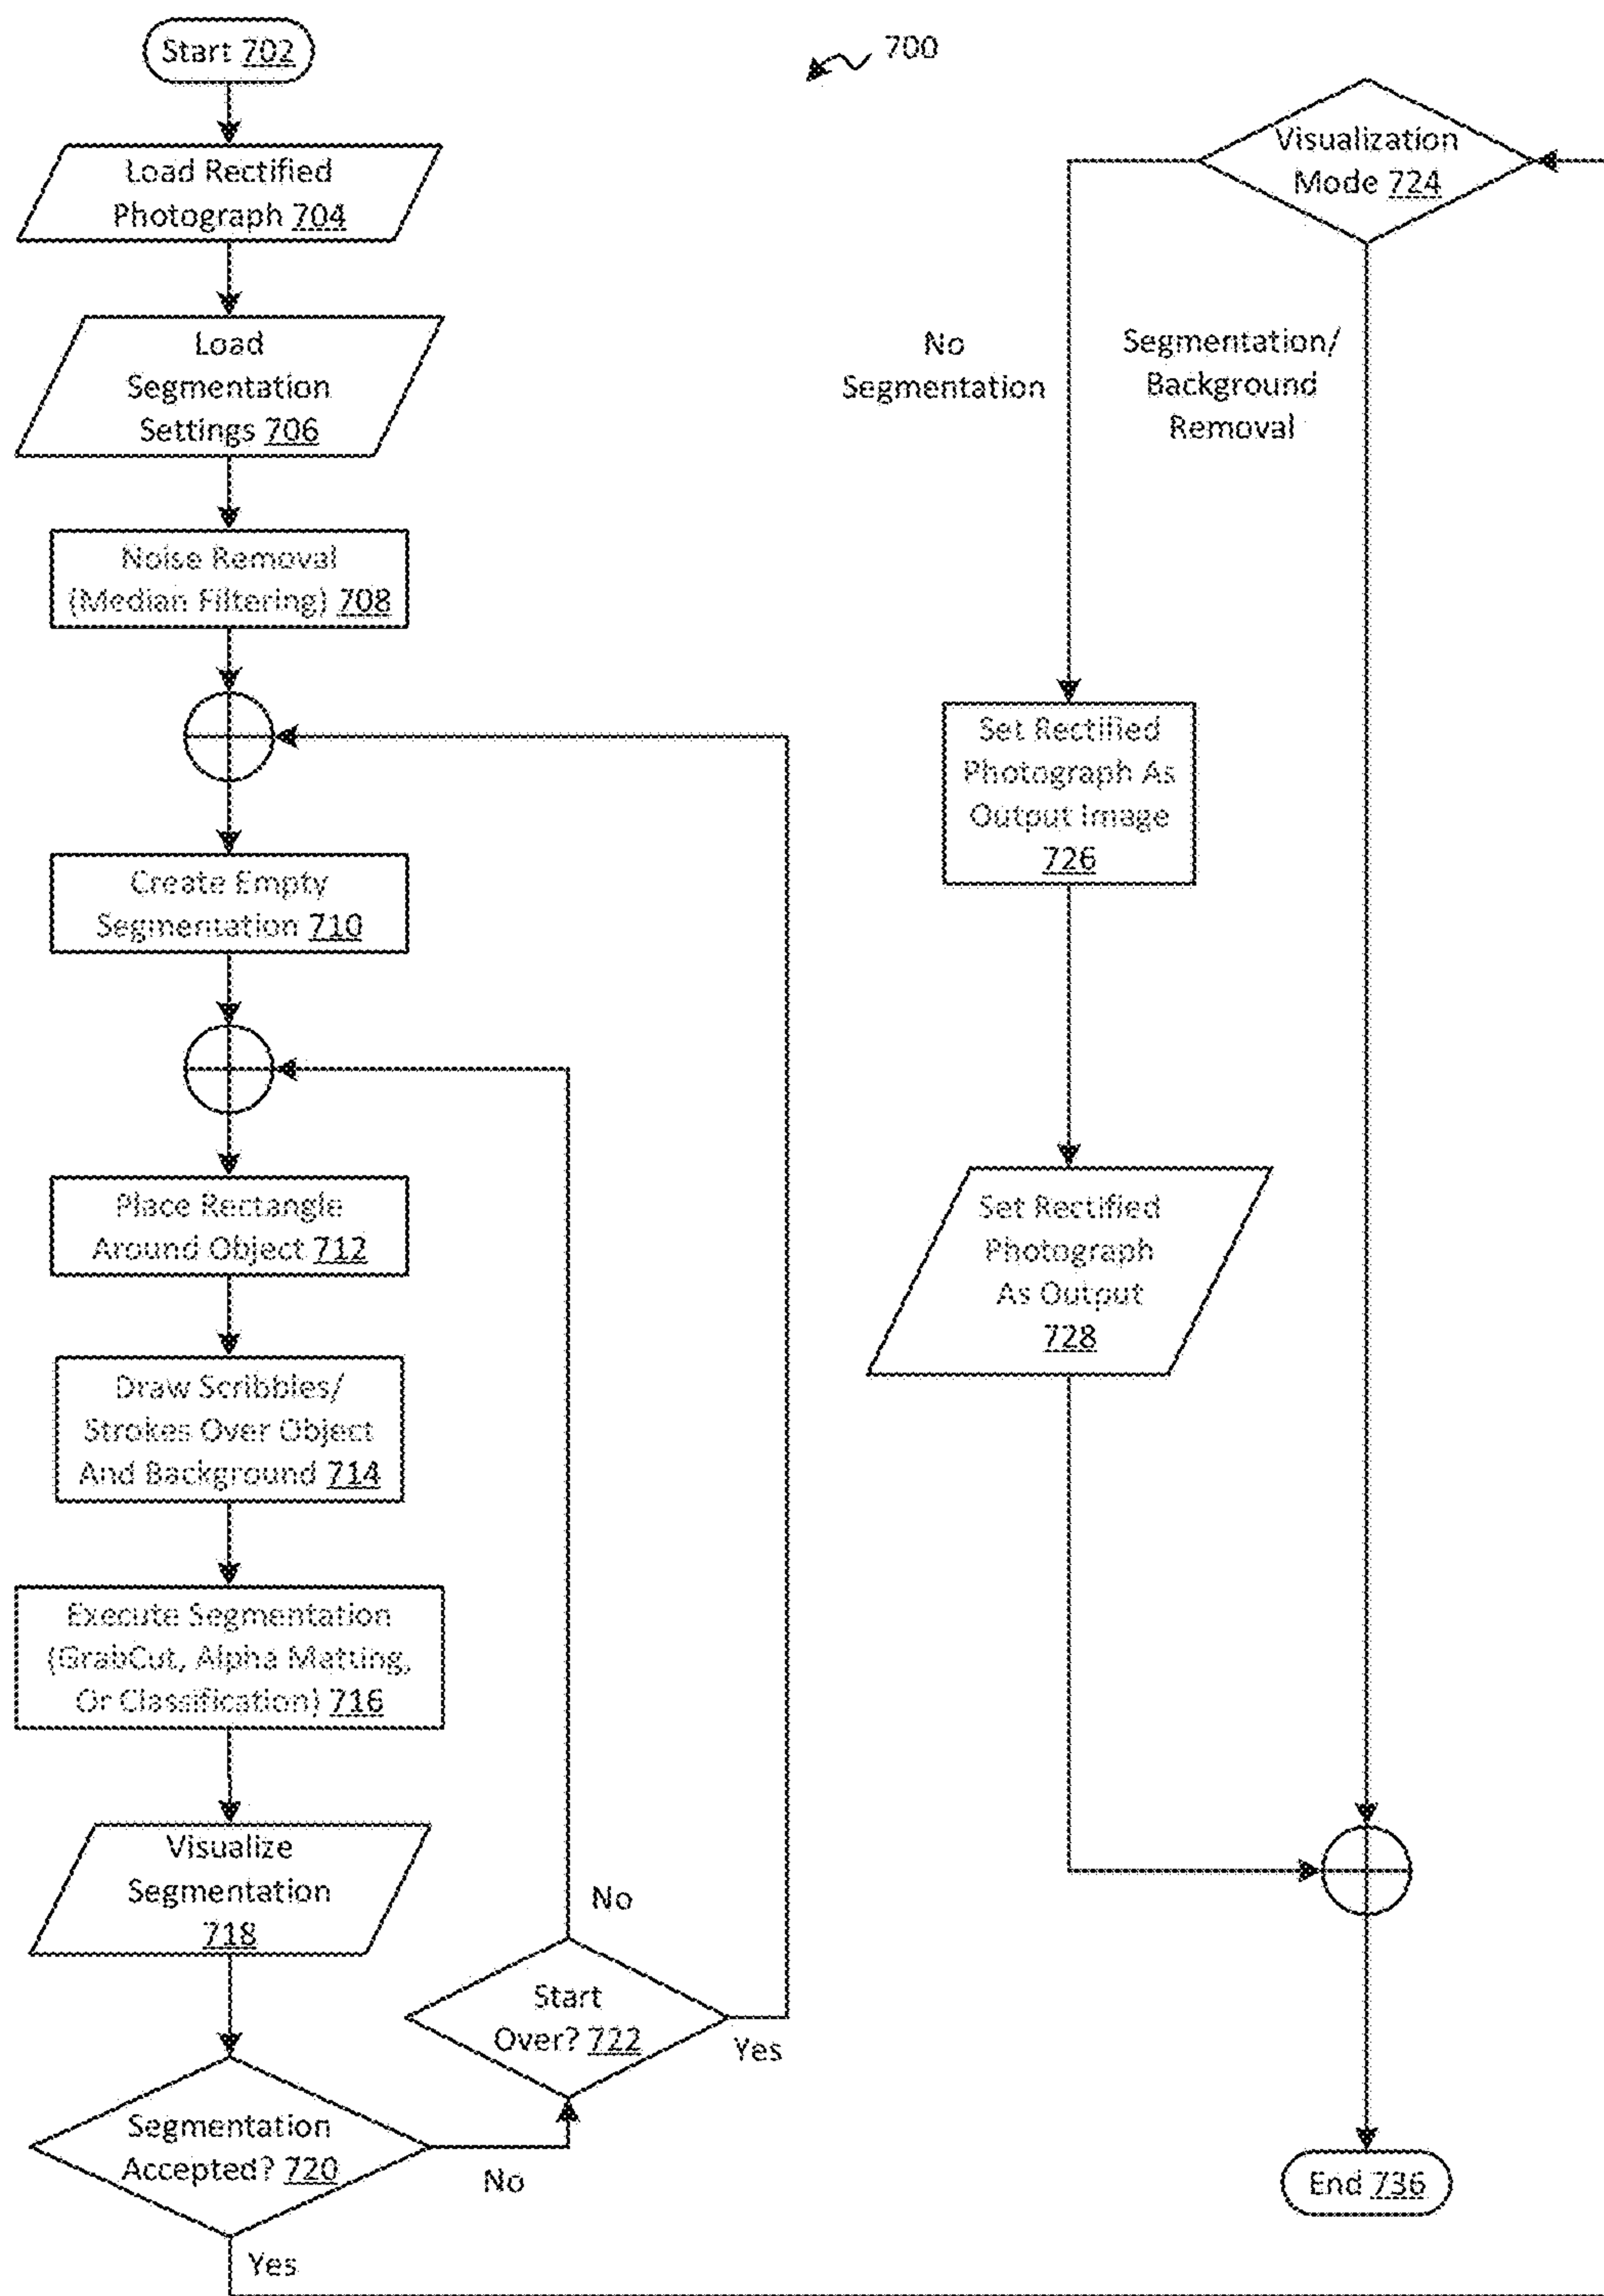 Start 702
700
Load Rectified
Photograph 704
Load
Segmentation
Settings 706
Noise Removal
(Median Filtering) 708
Create Empty
Segmentation 710
Place Rectangle
Around Object 712
Draw Scribbles/
Strokes Over Object
And Background 714
Execute Segmentation
(GrabCut, Alpha Matting,
Or Classification) 716
Visualize
Segmentation
718
Segmentation
Accepted? 720
No
Yes
Start
Over? 722
No
Yes
Visualization
Mode 724
No
Segmentation
Segmentation/
Background
Removal
Set Rectified
Photograph As
Output Image
726
Set Rectified
Photograph
As Output
728
End 736